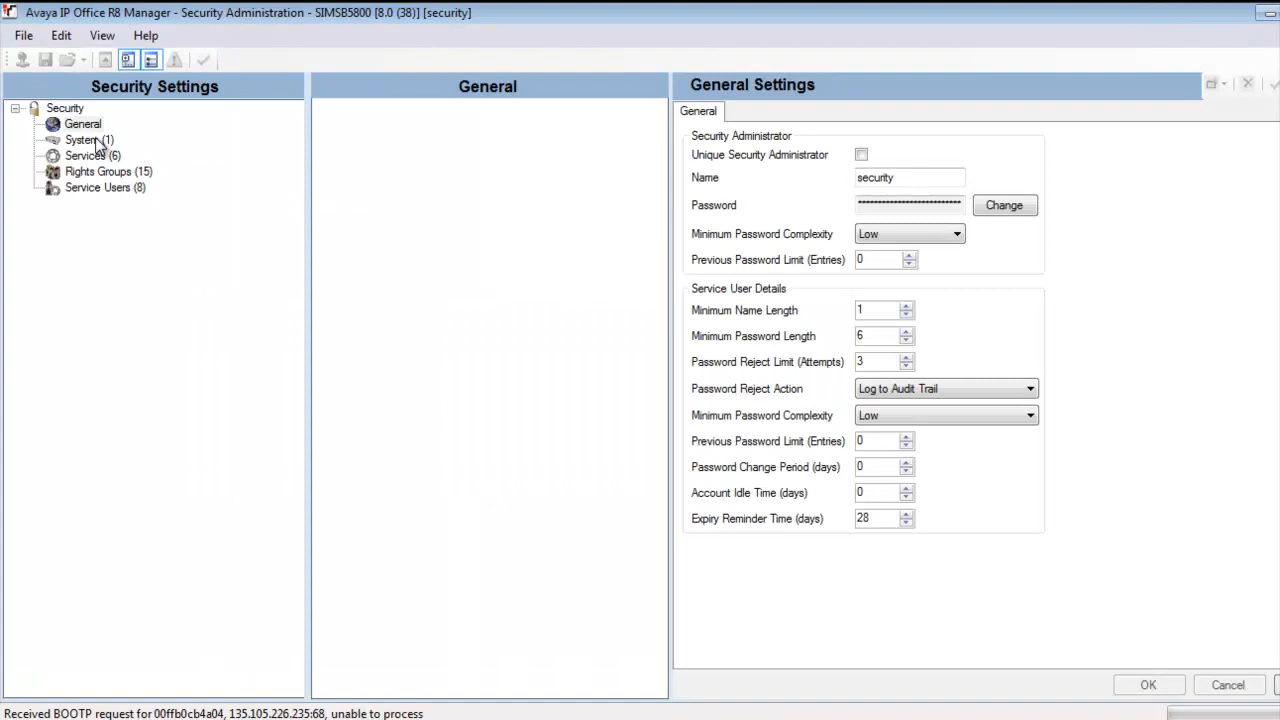 Avaya IP Office R8 Manager - Security Administration - SIMSB5800 [8.0 (38)] [security]
File Edit View Help
Security Settings
General
General Settings
Security
General
System (1)
Services (6)
Rights Groups (15)
Service Users (8)
General
Security Administrator
Unique Security Administrator
Name security
Password ************************** Change
Minimum Password Complexity Low
Previous Password Limit (Entries) 0
Service User Details
Minimum Name Length 1
Minimum Password Length 6
Password Reject Limit (Attempts) 3
Password Reject Action Log to Audit Trail
Minimum Password Complexity Low
Previous Password Limit (Entries) 0
Password Change Period (days) 0
Account Idle Time (days) 0
Expiry Reminder Time (days) 28
OK Cancel
Received BOOTP request for 00ffb0cb4a04, 135.105.226.235:68, unable to process